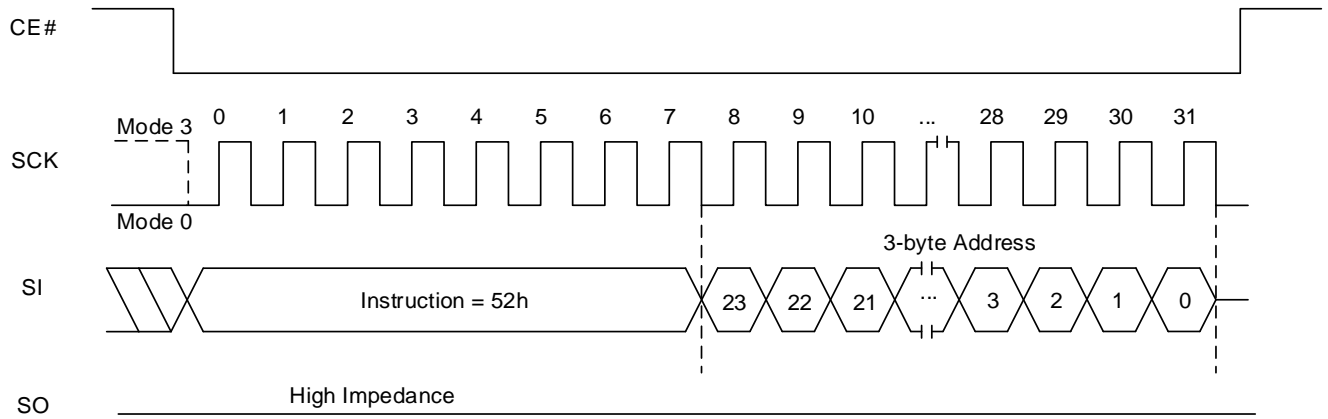 CE#
0 1 2 3 4 5 6 7 8 9 10 ... 28 29 30 31
Mode 3
SCK
Mode 0
3-byte Address
SI
Instruction = 52h
23 22 21 ... 3 2 1 0
High Impedance
SO